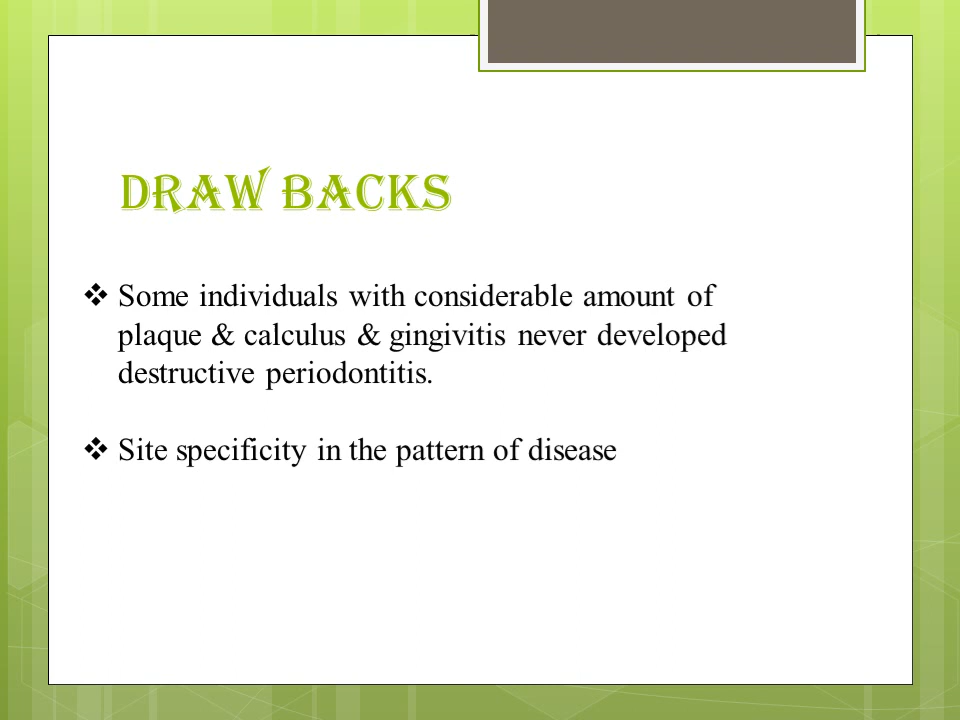 DRAW BACKS
❖ Some individuals with considerable amount of
plaque & calculus & gingivitis never developed
destructive periodontitis.
❖ Site specificity in the pattern of disease